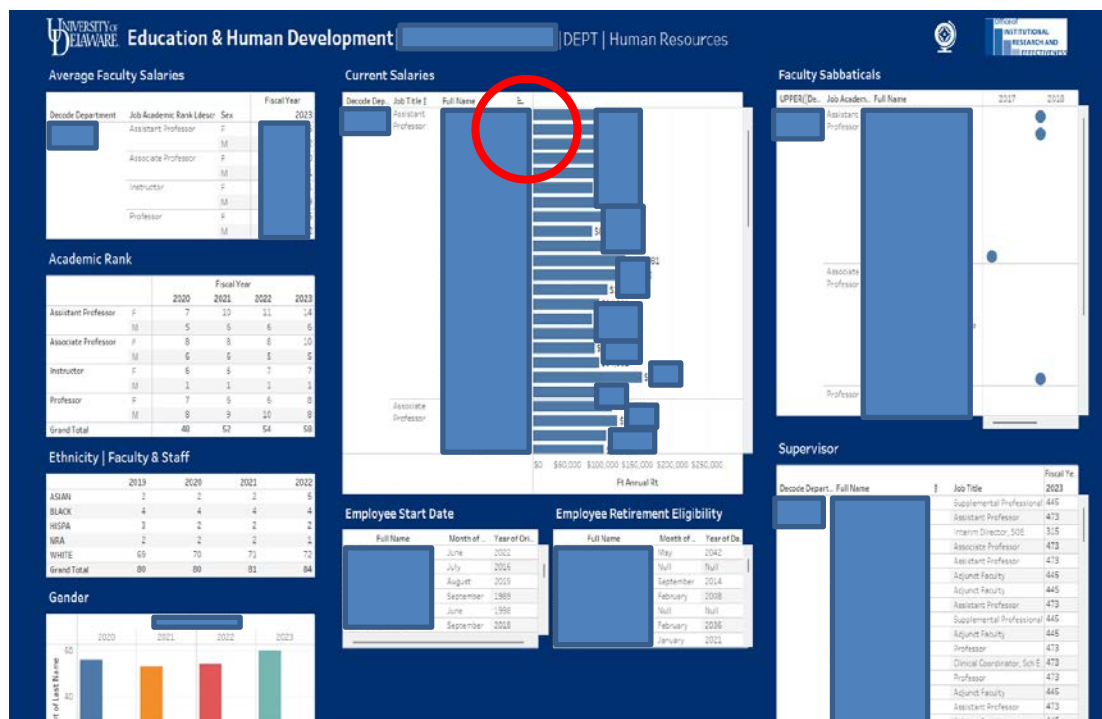 UNIVERSITY OF DELAWARE
Education & Human Development | |DEPT | Human Resources
Office of
INSTITUTIONAL
RESEARCH AND
EFFECTIVENESS
Average Faculty Salaries
Fiscal Year
Decode Department Job Academic Rank Ldescr Sex 2023
Assistant Professor F
M
Associate Professor F
M
Instructor F
M
Professor F
M
Academic Rank
Fiscal Year
2020 2021 2022 2023
Assistant Professor F 7 10 11 14
M 5 6 6 6
Associate Professor F 8 8 8 10
M 6 6 5 5
Instructor F 6 6 7 7
M 1 1 1 1
Professor F 7 6 6 8
M 8 9 10 8
Grand Total 48 52 54 58
Ethnicity | Faculty & Staff
2019 2020 2021 2022
ASIAN 2 2 2 5
BLACK 4 4 4 4
HISPA 3 2 2 2
NRA 2 2 2 1
WHITE 69 70 71 72
Grand Total 80 80 81 84
Gender
2020 2021 2022 2023
60
40
t of Last Name
Current Salaries
Decode Dep.. Job Title Full Name
Assistant
Professor
Associate
Professor
$0 $50,000 $100,000 $150,000 $200,000 $250,000
Ft Annual Rt
Employee Start Date
Full Name Month of .. Year of Ori..
June 2022
July 2016
August 2015
September 1989
June 1998
September 2018
Employee Retirement Eligibility
Full Name Month of .. Year of Da..
May 2042
Null Null
September 2014
February 2008
Null Null
February 2036
January 2021
Faculty Sabbaticals
UPPER([De.. Job Academ.. Full Name 2017 2018
Assistant
Professor
Associate
Professor
Professor
Supervisor
Fiscal Ye..
Decode Depart.. Full Name Job Title 2023
Supplemental Professional 445
Assistant Professor 473
Interim Director, SOE 315
Associate Professor 473
Assistant Professor 473
Adjunct Faculty 445
Adjunct Faculty 445
Assistant Professor 473
Supplemental Professional 445
Adjunct Faculty 445
Professor 473
Clinical Coordinator, Sch E.. 473
Professor 473
Adjunct Faculty 445
Assistant Professor 473